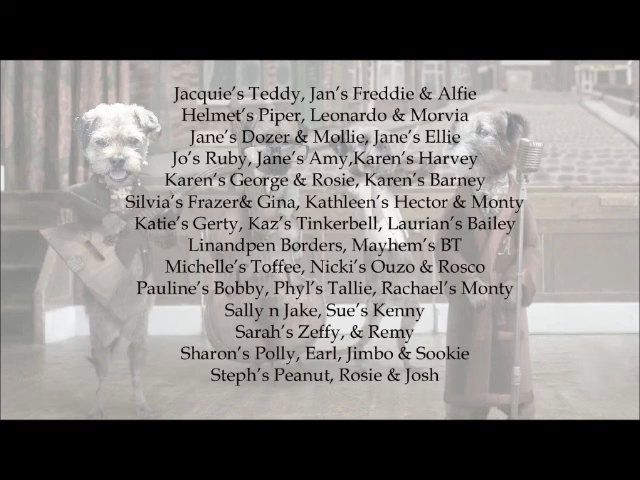 Jacquie's Teddy, Jan's Freddie & Alfie
Helmet's Piper, Leonardo & Morvia
Jane's Dozer & Mollie, Jane's Ellie
Jo's Ruby, Jane's Amy,Karen's Harvey
Karen's George & Rosie, Karen's Barney
Silvia's Frazer& Gina, Kathleen's Hector & Monty
Katie's Gerty, Kaz's Tinkerbell, Laurian's Bailey
Linandpen Borders, Mayhem's BT
Michelle's Toffee, Nicki's Ouzo & Rosco
Pauline's Bobby, Phyl's Tallie, Rachael's Monty
Sally n Jake, Sue's Kenny
Sarah's Zeffy, & Remy
Sharon's Polly, Earl, Jimbo & Sookie
Steph's Peanut, Rosie & Josh